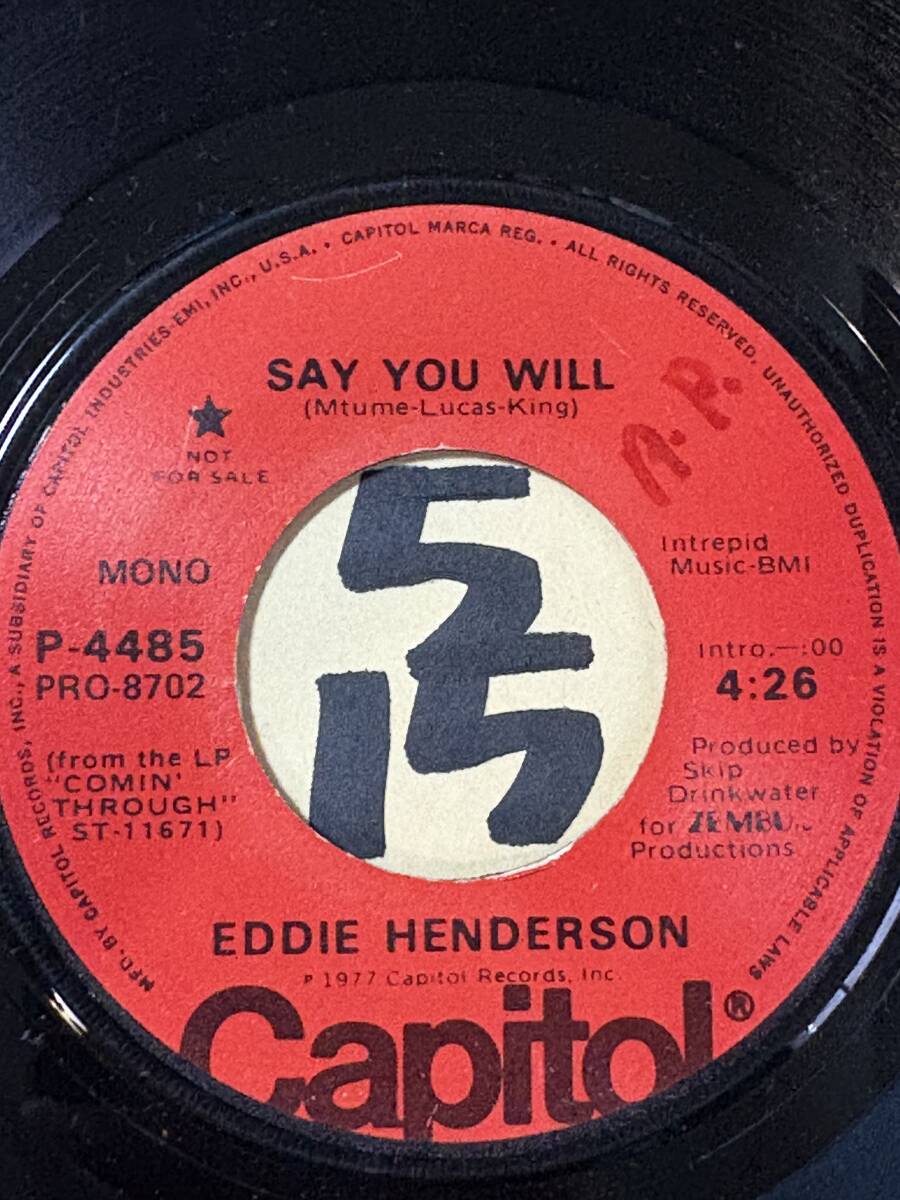 MFD. BY CAPITOL RECORDS, INC., A SUBSIDIARY OF CAPITOL INDUSTRIES EMI, INC., U.S.A. • CAPITOL MARCA REG. • ALL RIGHTS RESERVED. UNAUTHORIZED DUPLICATION IS A VIOLATION OF APPLICABLE LAWS
SAY YOU WILL
(Mtume-Lucas-King)
NOT
FOR SALE
MONO
P-4485
PRO-8702
(from the LP
"COMIN'
THROUGH"
ST-11671)
5
15
Intrepid
Music-BMI
Intro.—:00
4:26
Produced by
Skip
Drinkwater
for
Productions
EDDIE HENDERSON
℗ 1977 Capitol Records, Inc.
Capitol®